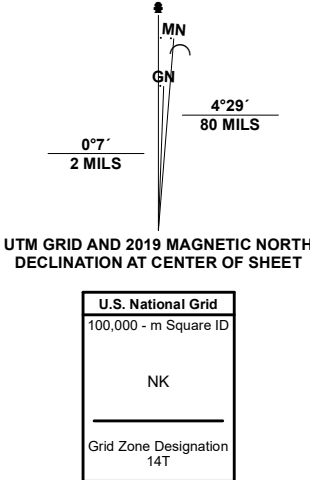 MN
GN
4°29´
80 MILS
0°7´
2 MILS
UTM GRID AND 2019 MAGNETIC NORTH
DECLINATION AT CENTER OF SHEET
U.S. National Grid
100,000 - m Square ID
NK
Grid Zone Designation
14T